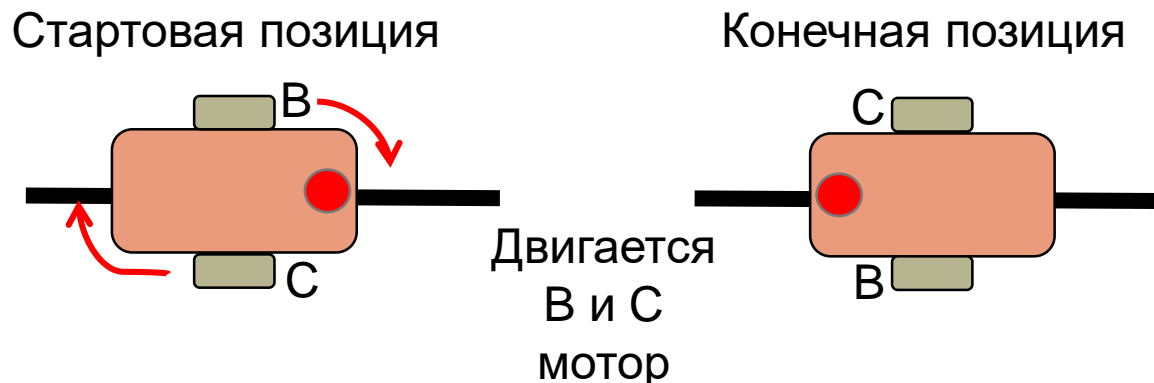 Стартовая позиция
Конечная позиция
В
С
С
В
Двигается
В и С
мотор